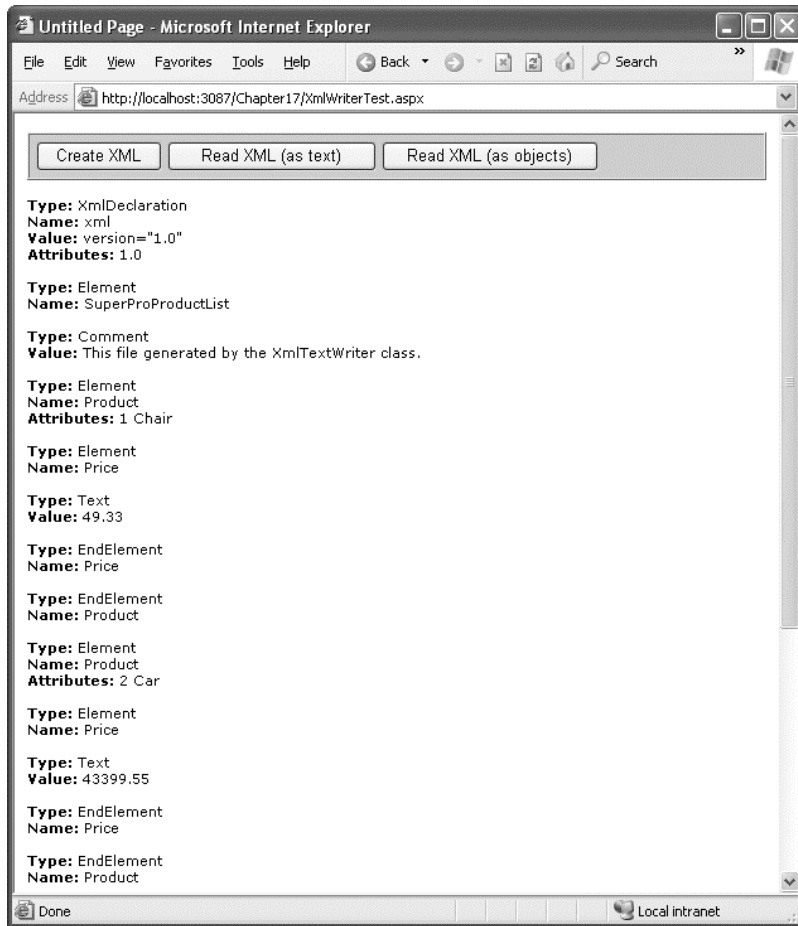 Untitled Page - Microsoft Internet Explorer
File Edit View Favorites Tools Help Back Search »
Address http://localhost:3087/Chapter17/XmlWriterTest.aspx
Create XML Read XML (as text) Read XML (as objects)
Type: XmlDeclaration
Name: xml
Value: version="1.0"
Attributes: 1.0
Type: Element
Name: SuperProProductList
Type: Comment
Value: This file generated by the XmlTextWriter class.
Type: Element
Name: Product
Attributes: 1 Chair
Type: Element
Name: Price
Type: Text
Value: 49.33
Type: EndElement
Name: Price
Type: EndElement
Name: Product
Type: Element
Name: Product
Attributes: 2 Car
Type: Element
Name: Price
Type: Text
Value: 43399.55
Type: EndElement
Name: Price
Type: EndElement
Name: Product
Done Local intranet